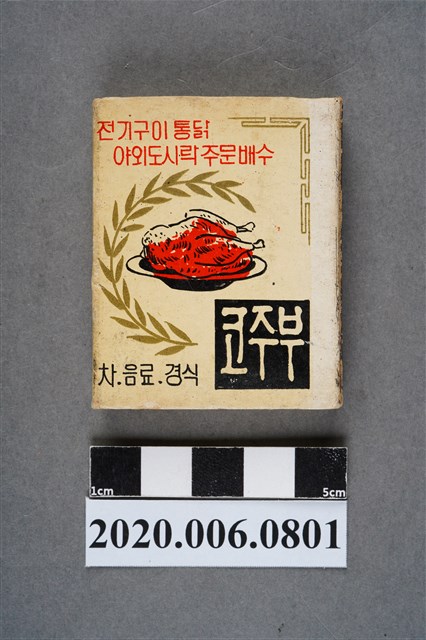 전기구이 통닭
야외도시락 주문배수
코주부
차.음료.경식
1cm 5cm
2020.006.0801